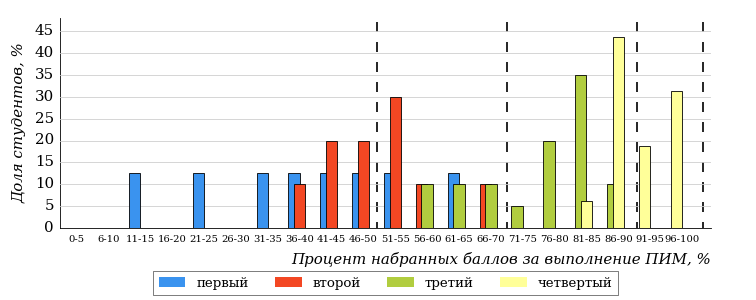 Доля студентов, %
45
40
35
30
25
20
15
10
5
0
0-5 6-10 11-15 16-20 21-25 26-30 31-35 36-40 41-45 46-50 51-55 56-60 61-65 66-70 71-75 76-80 81-85 86-90 91-95 96-100
Процент набранных баллов за выполнение ПИМ, %
первый второй третий четвертый